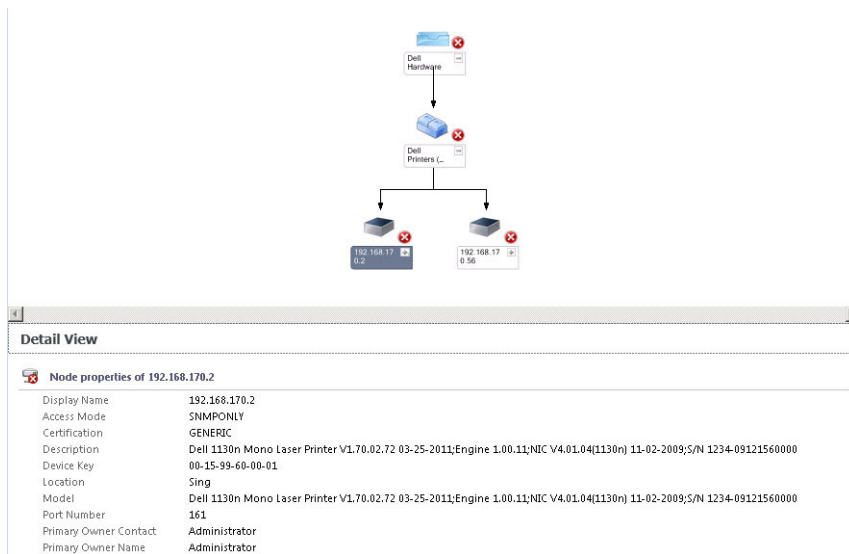 Dell
Hardware
Dell
Printers (...
192.168.17
0.2
192.168.17
0.56
Detail View
Node properties of 192.168.170.2
Display Name 192.168.170.2
Access Mode SNMPONLY
Certification GENERIC
Description Dell 1130n Mono Laser Printer V1.70.02.72 03-25-2011;Engine 1.00.11;NIC V4.01.04(1130n) 11-02-2009;S/N 1234-09121560000
Device Key 00-15-99-60-00-01
Location Sing
Model Dell 1130n Mono Laser Printer V1.70.02.72 03-25-2011;Engine 1.00.11;NIC V4.01.04(1130n) 11-02-2009;S/N 1234-09121560000
Port Number 161
Primary Owner Contact Administrator
Primary Owner Name Administrator